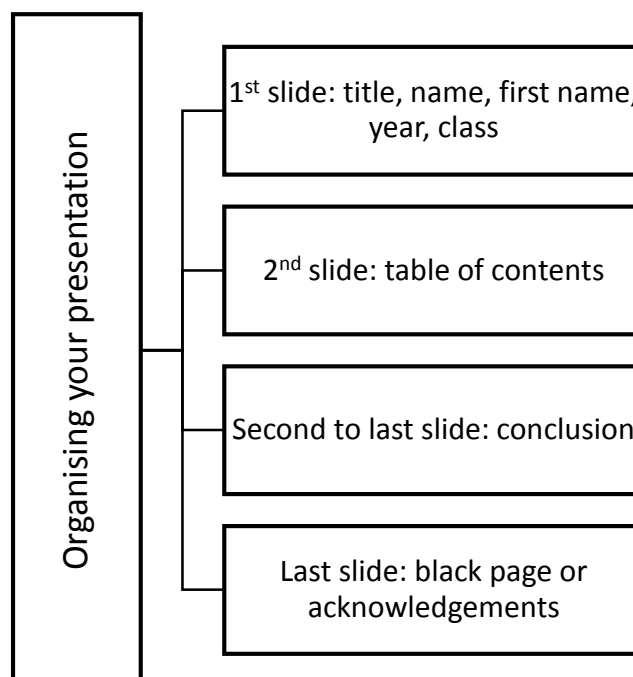 Organising your presentation
1st slide: title, name, first name,
year, class
2nd slide: table of contents
Second to last slide: conclusion
Last slide: black page or
acknowledgements